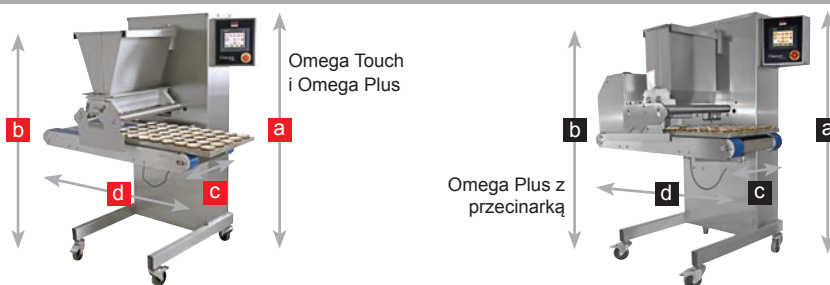 Omega Touch
i Omega Plus
b
a
d
c
Omega Plus z
przecinarką
b
a
d
c